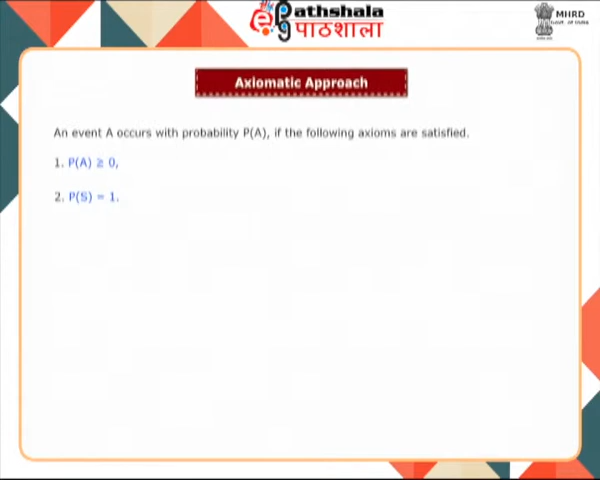 Pathshala
पाठशाला
MHRD
Axiomatic Approach
An event A occurs with probability P(A), if the following axioms are satisfied.
1. P(A) ≥ 0,
2. P(S) = 1.